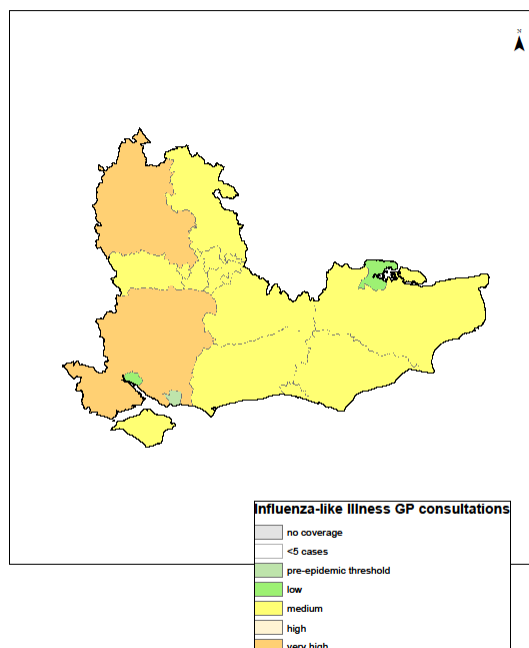 N
Influenza-like Illness GP consultations
no coverage
<5 cases
pre-epidemic threshold
low
medium
high
very high